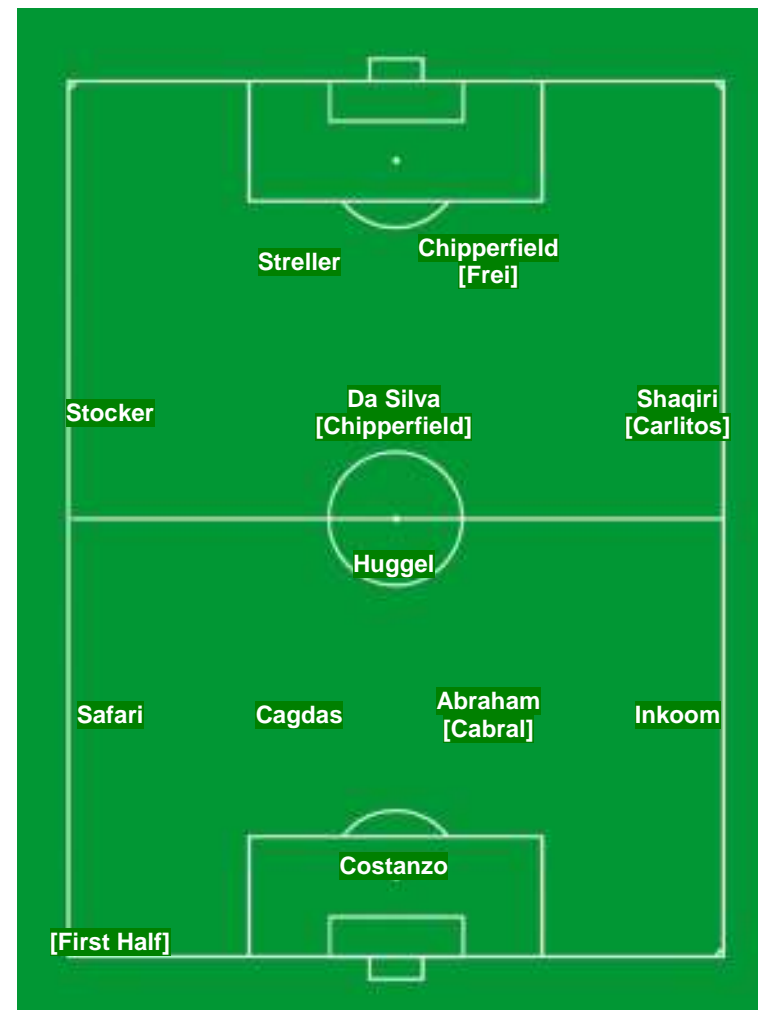 Streller
Chipperfield
[Frei]
Stocker
Da Silva
[Chipperfield]
Shaqiri
[Carlitos]
Huggel
Safari
Cagdas
Abraham
[Cabral]
Inkoom
Costanzo
[First Half]